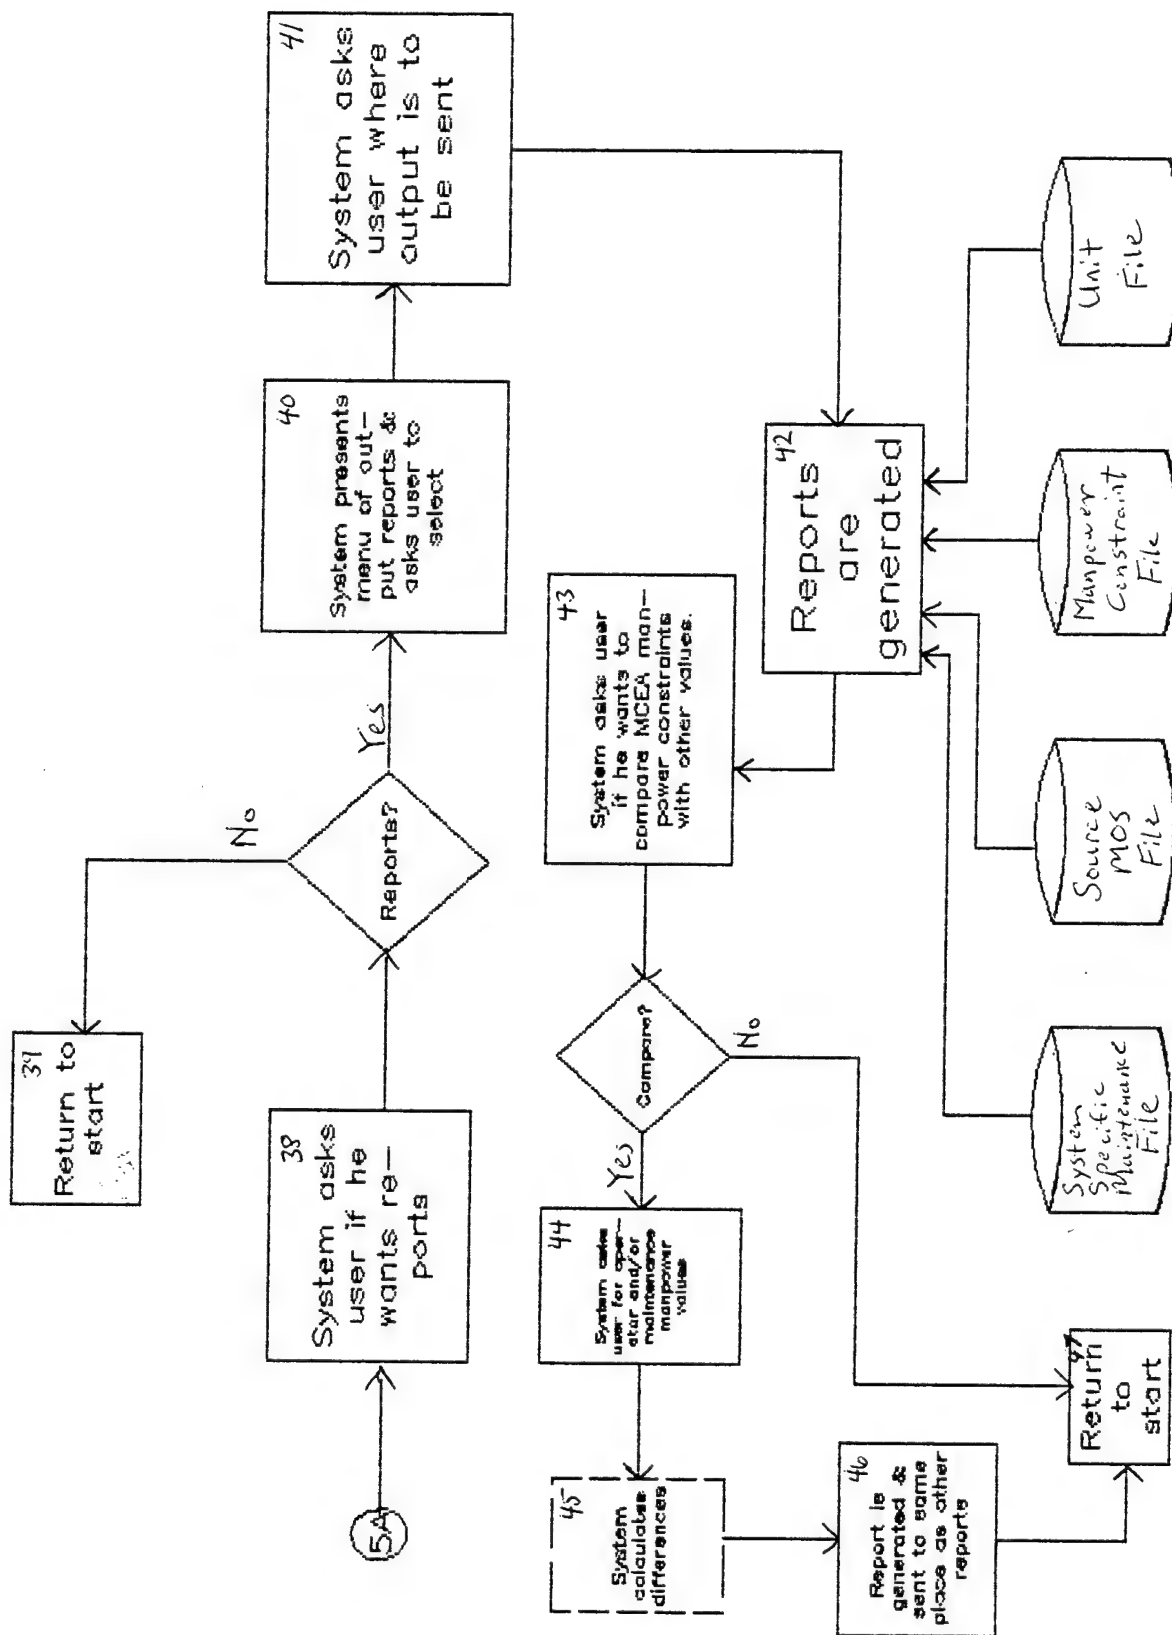 5A
38
System asks
user if he
wants re-
ports
Reports?
No
39
Return to
start
Yes
40
System presents
menu of out-
put reports &
asks user to
select
41
System asks
user where
output is to
be sent
42
Reports
are
generated
System
Specific
Maintenance
File
Source
MOS
File
Manpower
Constraint
File
Unit
File
43
System asks user
if he wants to
compare MCEA man-
power constraints
with other values.
Compare?
Yes
No
44
System asks
user for oper-
ator and/or
maintenance
manpower
values
45
System
calculates
differences
46
Report is
generated &
sent to same
place as other
reports
47
Return
to
start